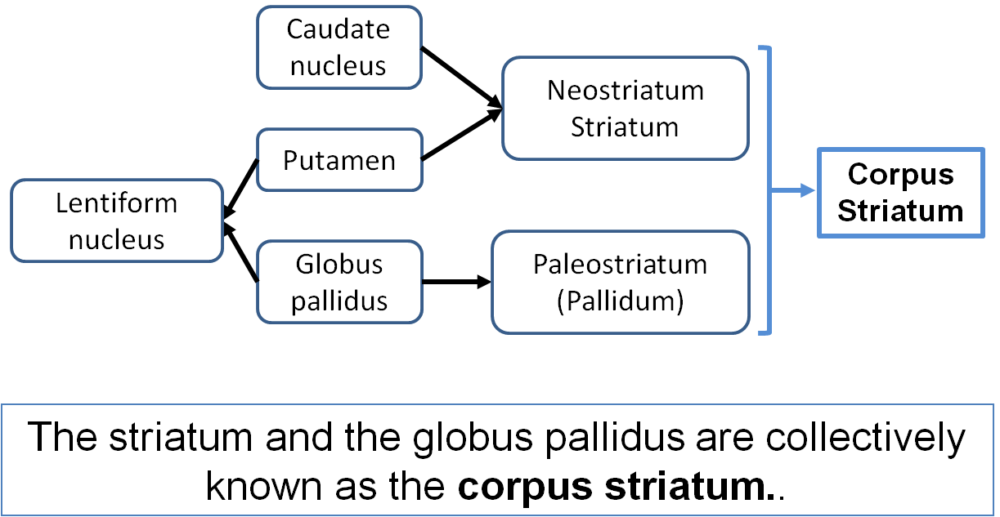 Caudate
nucleus
Neostriatum
Striatum
Putamen
Corpus
Striatum
Lentiform
nucleus
Globus
pallidus
Paleostriatum
(Pallidum)
The striatum and the globus pallidus are collectively
known as the corpus striatum..